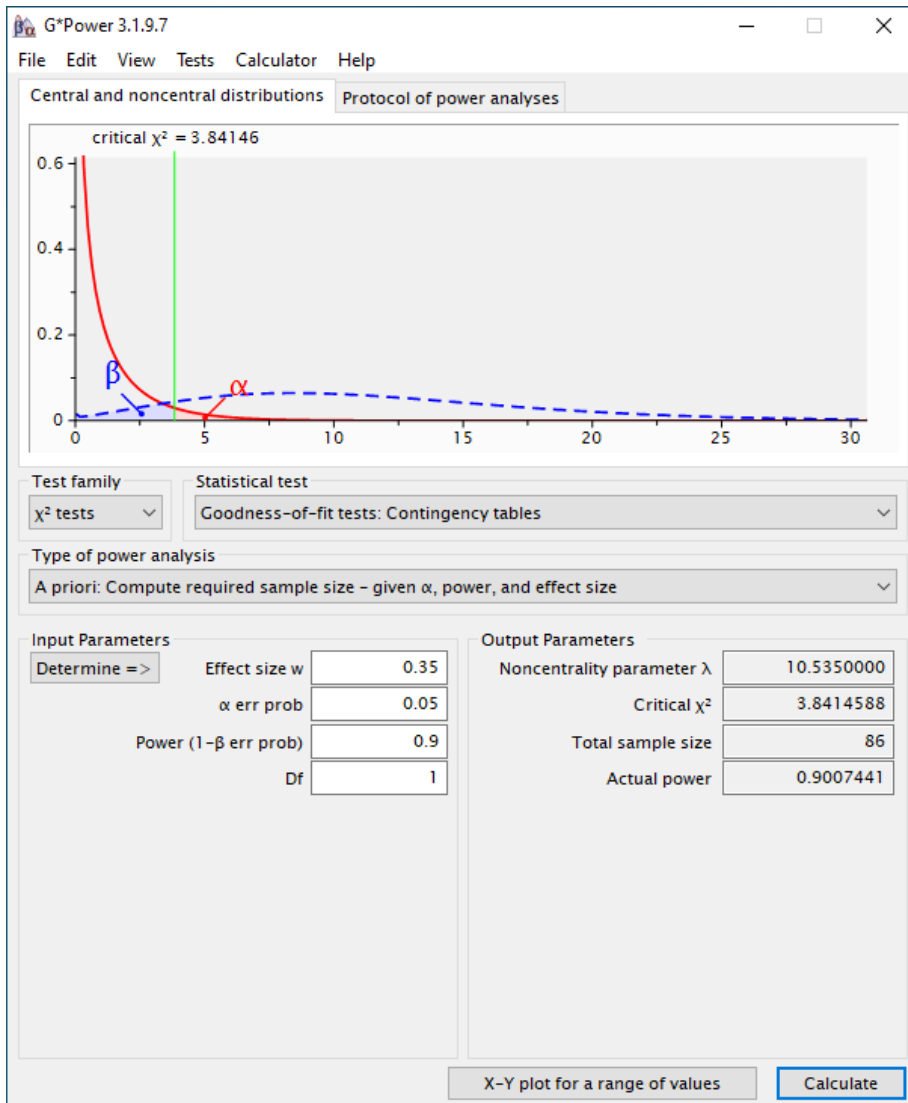 G*Power 3.1.9.7
File Edit View Tests Calculator Help
Central and noncentral distributions Protocol of power analyses
critical χ² = 3.84146
0.6
0.4
0.2
0
β
α
0 5 10 15 20 25 30
Test family
χ² tests
Statistical test
Goodness-of-fit tests: Contingency tables
Type of power analysis
A priori: Compute required sample size - given α, power, and effect size
Input Parameters
Determine =>
Effect size w 0.35
α err prob 0.05
Power (1-β err prob) 0.9
Df 1
Output Parameters
Noncentrality parameter λ 10.5350000
Critical χ² 3.8414588
Total sample size 86
Actual power 0.9007441
X-Y plot for a range of values Calculate